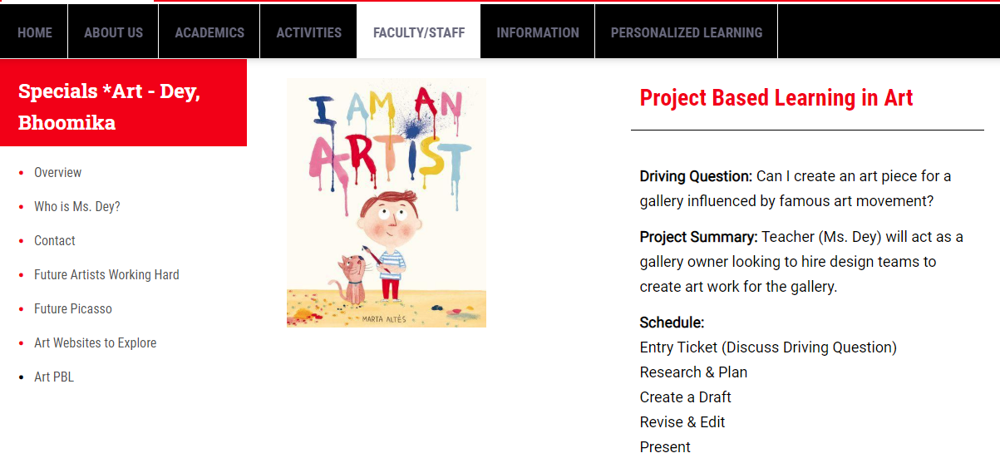 HOME
ABOUT US
ACADEMICS
ACTIVITIES
FACULTY/STAFF
INFORMATION
PERSONALIZED LEARNING
Specials *Art - Dey,
Bhoomika
Overview
Who is Ms. Dey?
Contact
Future Artists Working Hard
Future Picasso
Art Websites to Explore
Art PBL
I AM AN
ARTIST
MARTA ALTÉS
Project Based Learning in Art
Driving Question: Can I create an art piece for a
gallery influenced by famous art movement?
Project Summary: Teacher (Ms. Dey) will act as a
gallery owner looking to hire design teams to
create art work for the gallery.
Schedule:
Entry Ticket (Discuss Driving Question)
Research & Plan
Create a Draft
Revise & Edit
Present